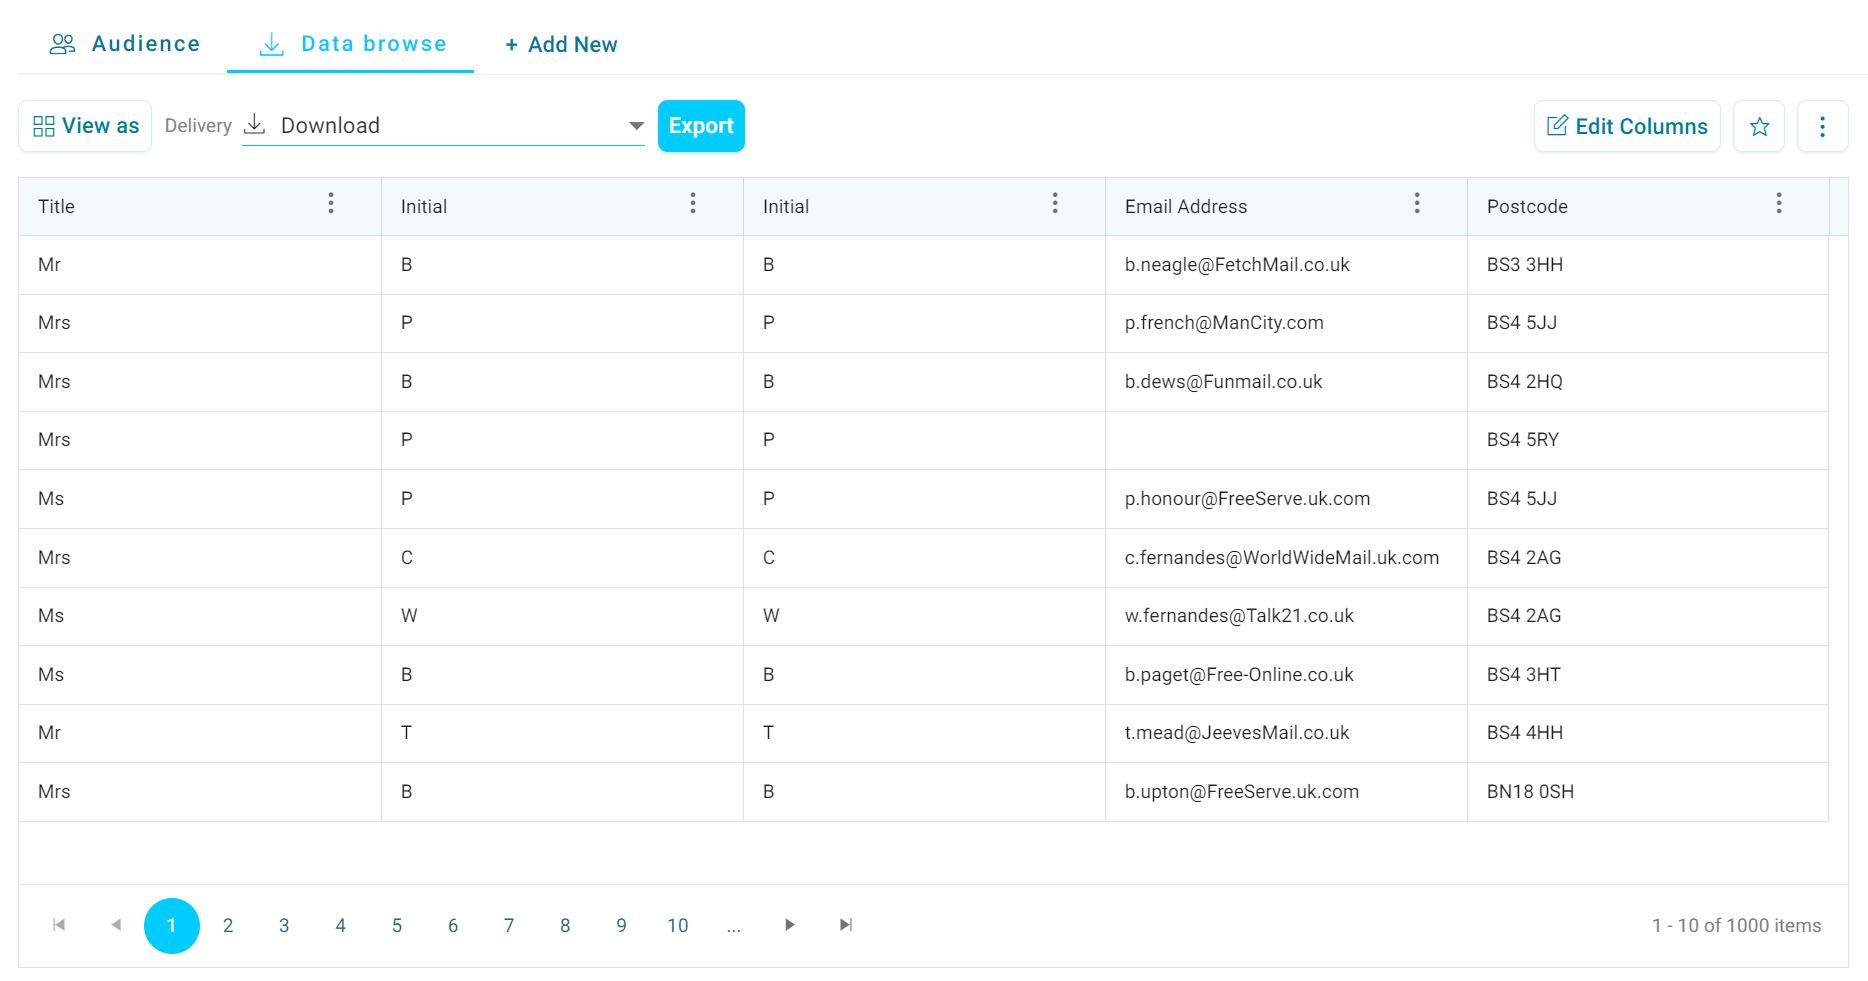 Audience Data browse + Add New
View as Delivery Download Export Edit Columns
Title Initial Initial Email Address Postcode
Mr B B b.neagle@FetchMail.co.uk BS3 3HH
Mrs P P p.french@ManCity.com BS4 5JJ
Mrs B B b.dews@Funmail.co.uk BS4 2HQ
Mrs P P BS4 5RY
Ms P P p.honour@FreeServe.uk.com BS4 5JJ
Mrs C C c.fernandes@WorldWideMail.uk.com BS4 2AG
Ms W W w.fernandes@Talk21.co.uk BS4 2AG
Ms B B b.paget@Free-Online.co.uk BS4 3HT
Mr T T t.mead@JeevesMail.co.uk BS4 4HH
Mrs B B b.upton@FreeServe.uk.com BN18 0SH
1 2 3 4 5 6 7 8 9 10 ... 1 - 10 of 1000 items